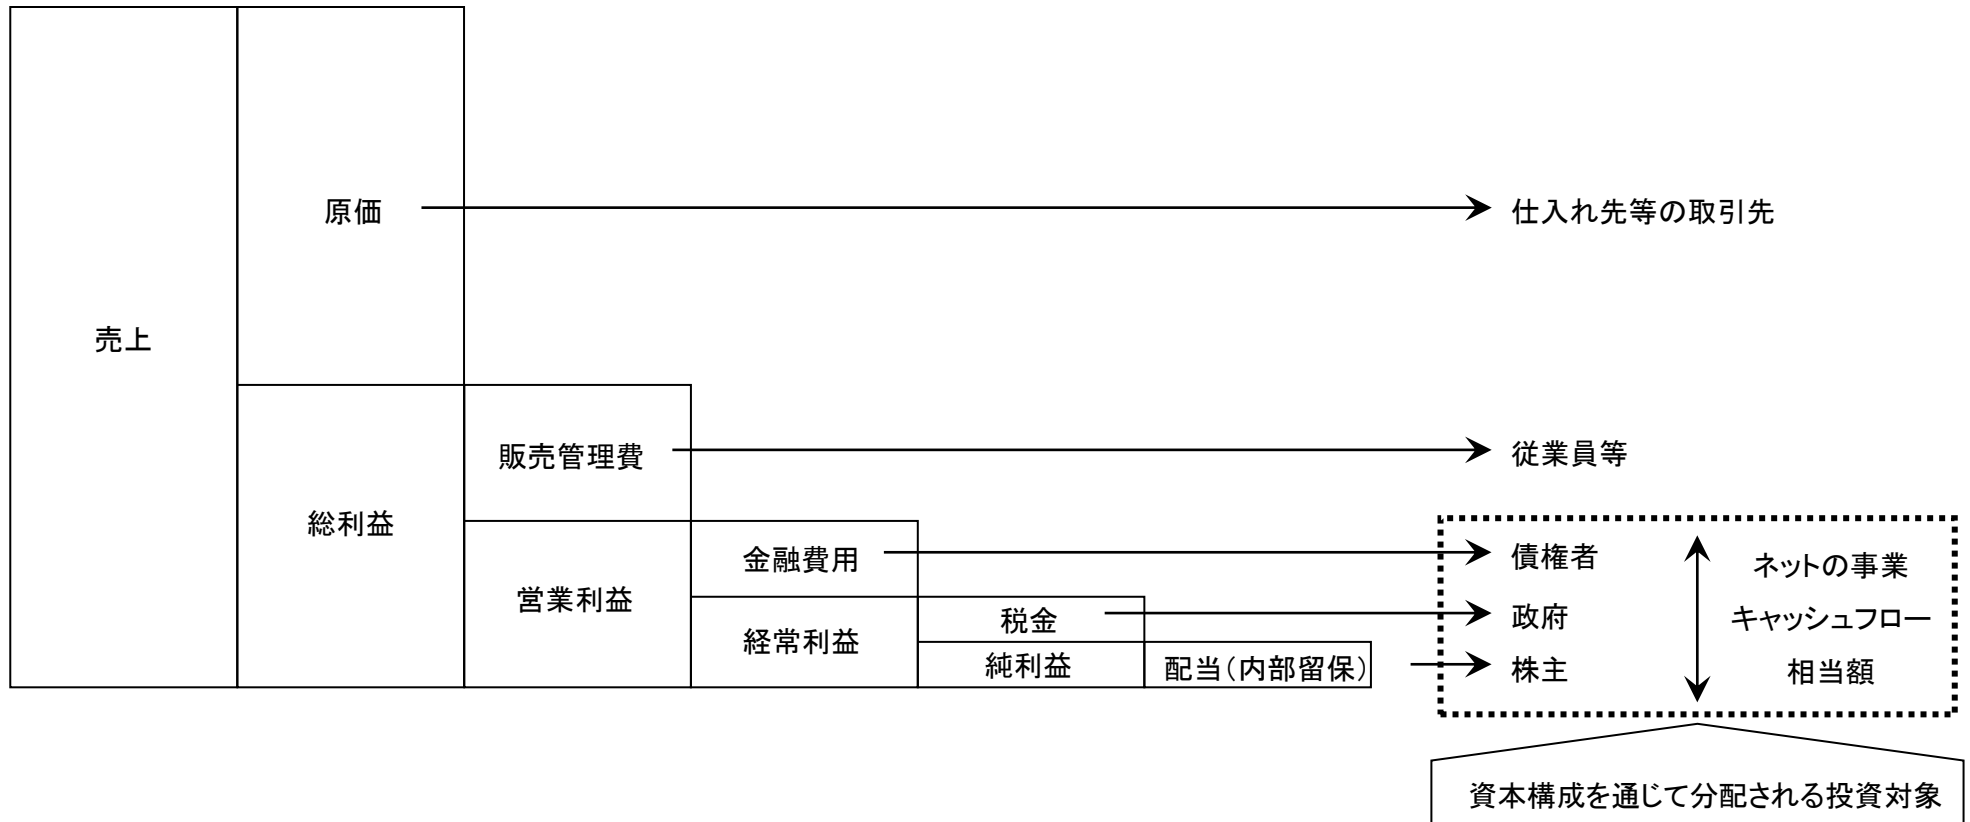 原価
仕入れ先等の取引先
売上
販売管理費
従業員等
総利益
営業利益
金融費用
債権者
ネットの事業
キャッシュフロー
相当額
税金
政府
経常利益
純利益
配当(内部留保)
株主
資本構成を通じて分配される投資対象